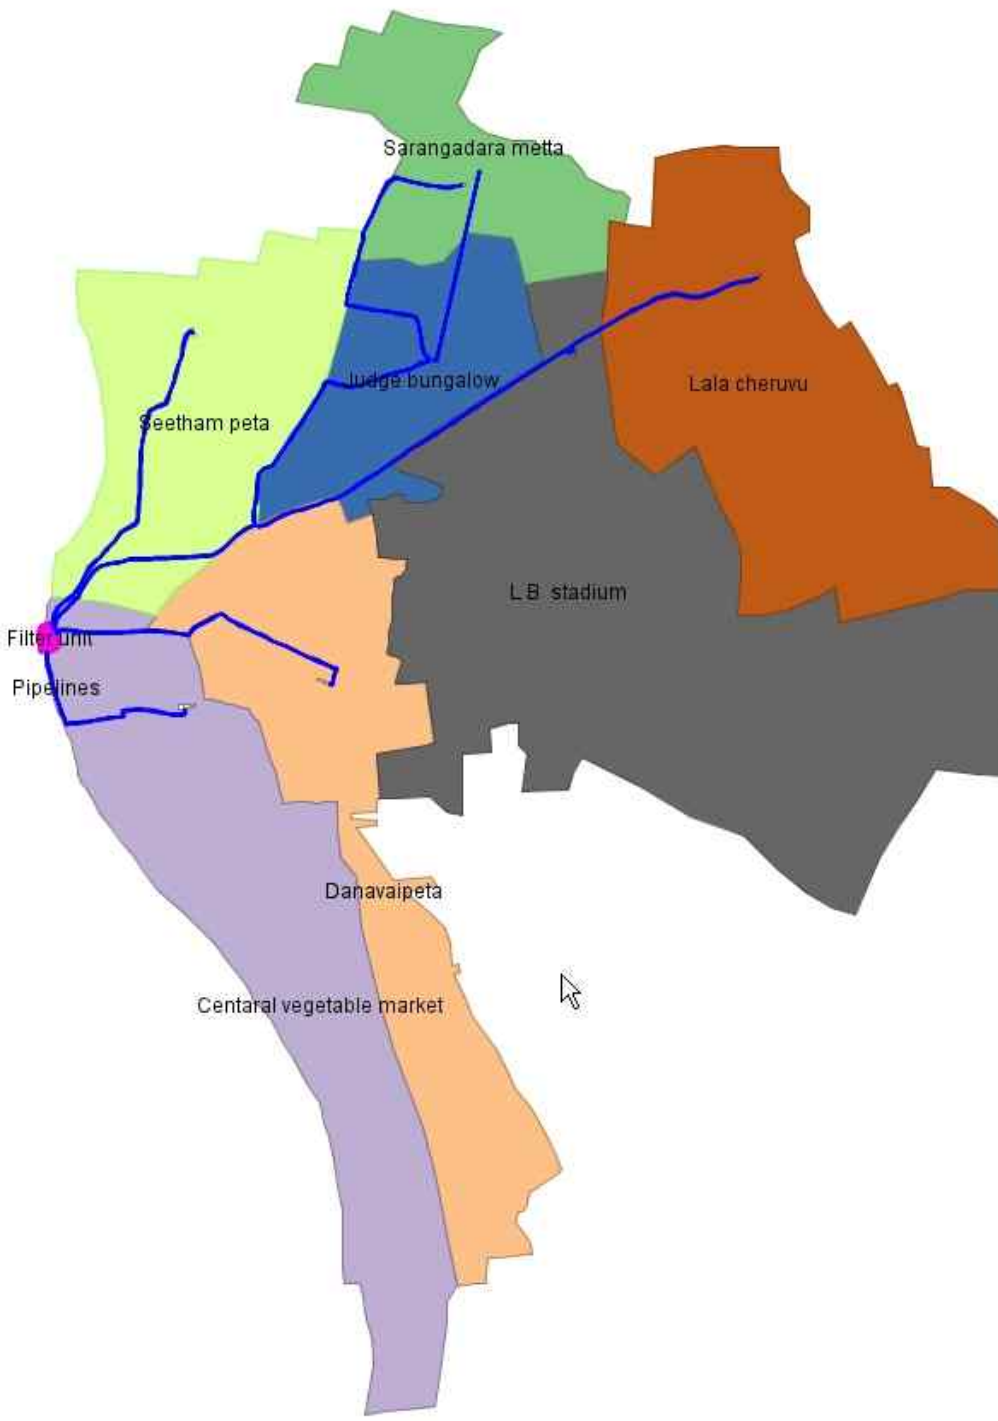 Sarangadara metta
Judge bungalow
Lala cheruvu
Seetham peta
L B stadium
Filter unit
Pipelines
Danavaipeta
Centaral vegetable market